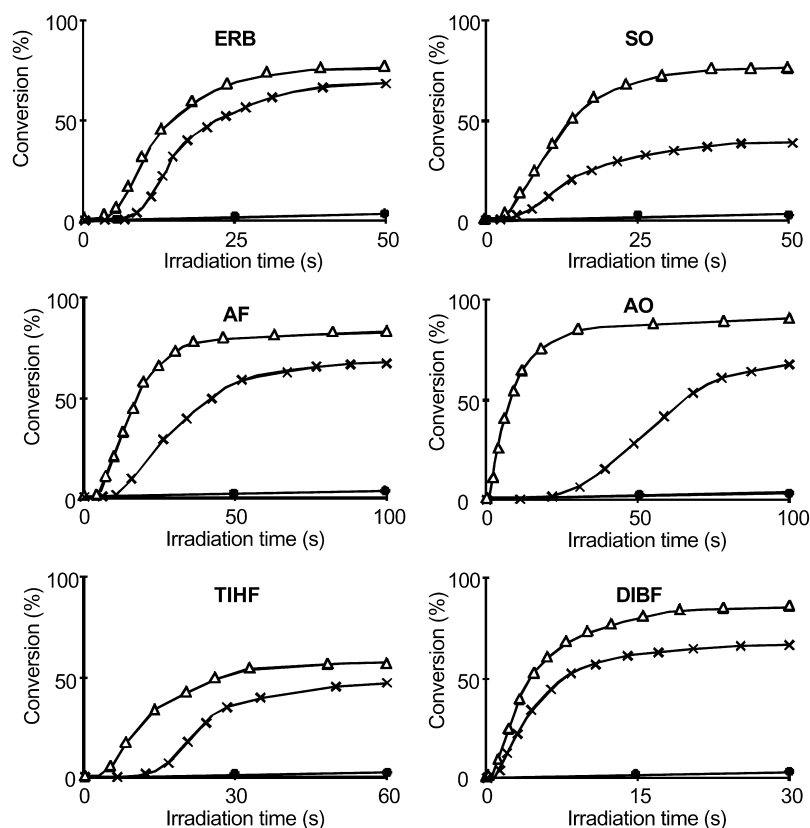 ERB
Conversion (%)
100
50
0
0 25 50
Irradiation time (s)
SO
Conversion (%)
100
50
0
0 25 50
Irradiation time (s)
AF
Conversion (%)
100
50
0
0 50 100
Irradiation time (s)
AO
Conversion (%)
100
50
0
0 50 100
Irradiation time (s)
TIHF
Conversion (%)
100
50
0
0 30 60
Irradiation time (s)
DIBF
Conversion (%)
100
50
0
0 15 30
Irradiation time (s)